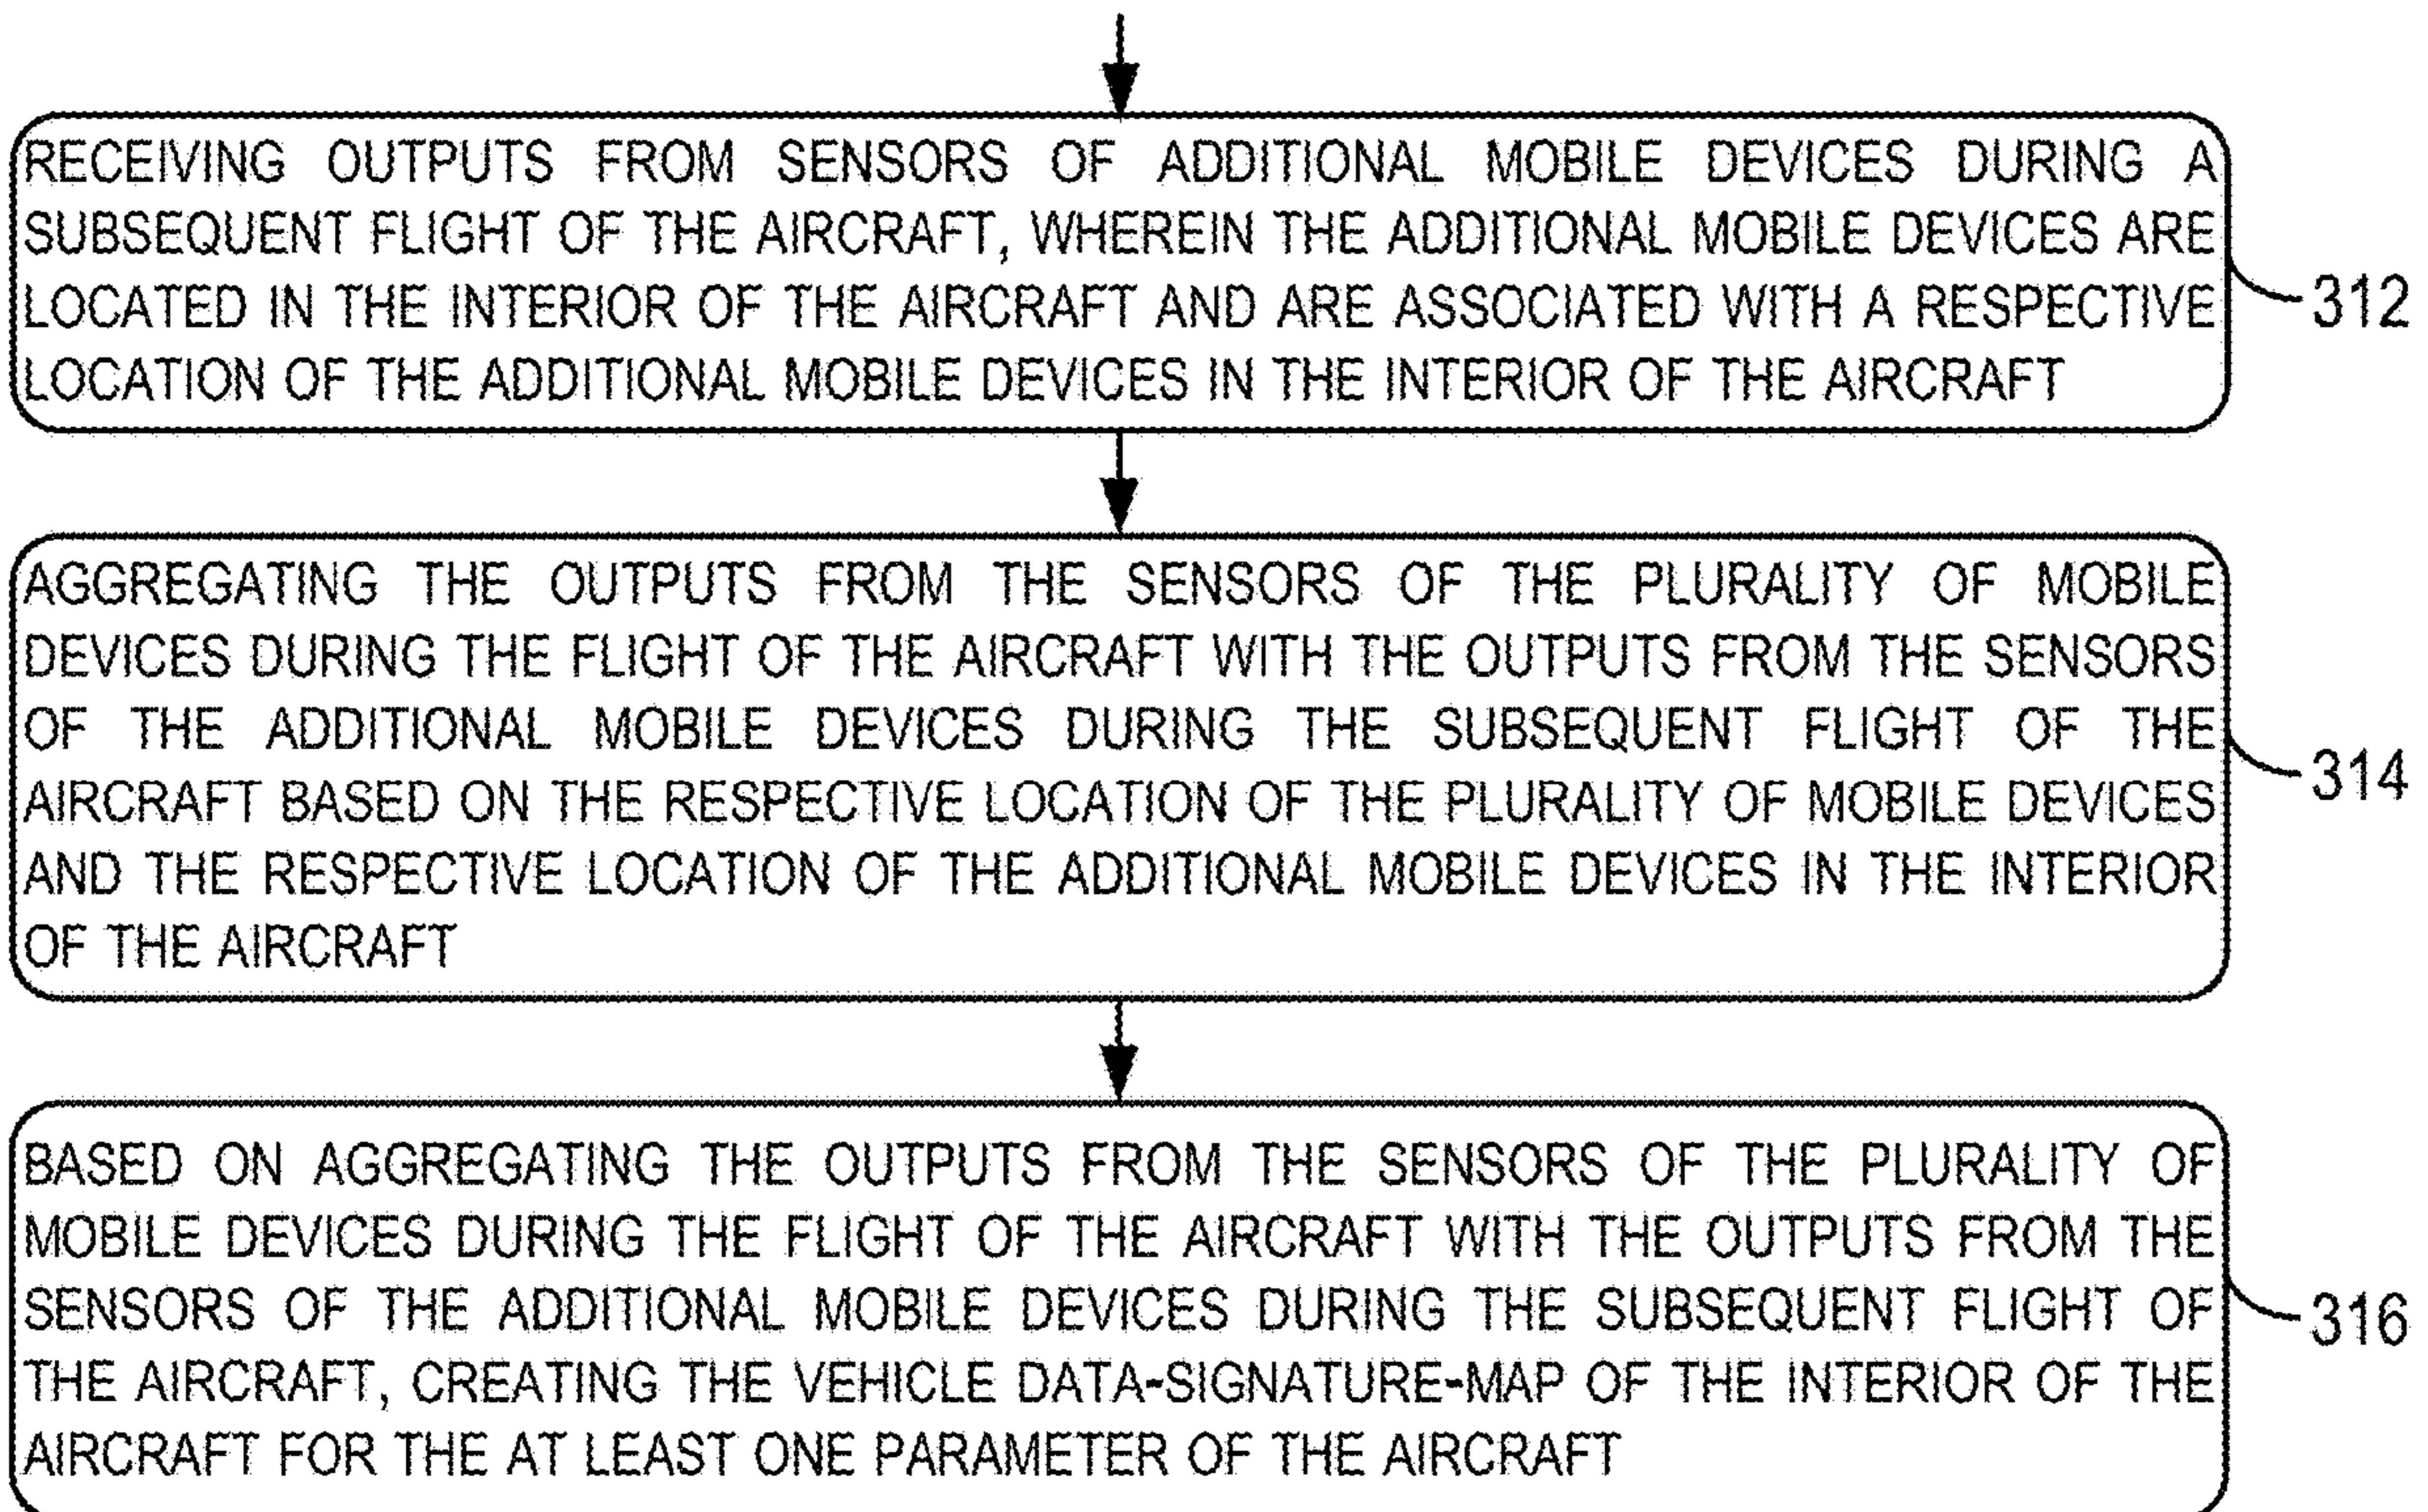 RECEIVING OUTPUTS FROM SENSORS OF ADDITIONAL MOBILE DEVICES DURING A
SUBSEQUENT FLIGHT OF THE AIRCRAFT, WHEREIN THE ADDITIONAL MOBILE DEVICES ARE
LOCATED IN THE INTERIOR OF THE AIRCRAFT AND ARE ASSOCIATED WITH A RESPECTIVE
LOCATION OF THE ADDITIONAL MOBILE DEVICES IN THE INTERIOR OF THE AIRCRAFT
312
AGGREGATING THE OUTPUTS FROM THE SENSORS OF THE PLURALITY OF MOBILE
DEVICES DURING THE FLIGHT OF THE AIRCRAFT WITH THE OUTPUTS FROM THE SENSORS
OF THE ADDITIONAL MOBILE DEVICES DURING THE SUBSEQUENT FLIGHT OF THE
AIRCRAFT BASED ON THE RESPECTIVE LOCATION OF THE PLURALITY OF MOBILE DEVICES
AND THE RESPECTIVE LOCATION OF THE ADDITIONAL MOBILE DEVICES IN THE INTERIOR
OF THE AIRCRAFT
314
BASED ON AGGREGATING THE OUTPUTS FROM THE SENSORS OF THE PLURALITY OF
MOBILE DEVICES DURING THE FLIGHT OF THE AIRCRAFT WITH THE OUTPUTS FROM THE
SENSORS OF THE ADDITIONAL MOBILE DEVICES DURING THE SUBSEQUENT FLIGHT OF
THE AIRCRAFT, CREATING THE VEHICLE DATA-SIGNATURE-MAP OF THE INTERIOR OF THE
AIRCRAFT FOR THE AT LEAST ONE PARAMETER OF THE AIRCRAFT
316